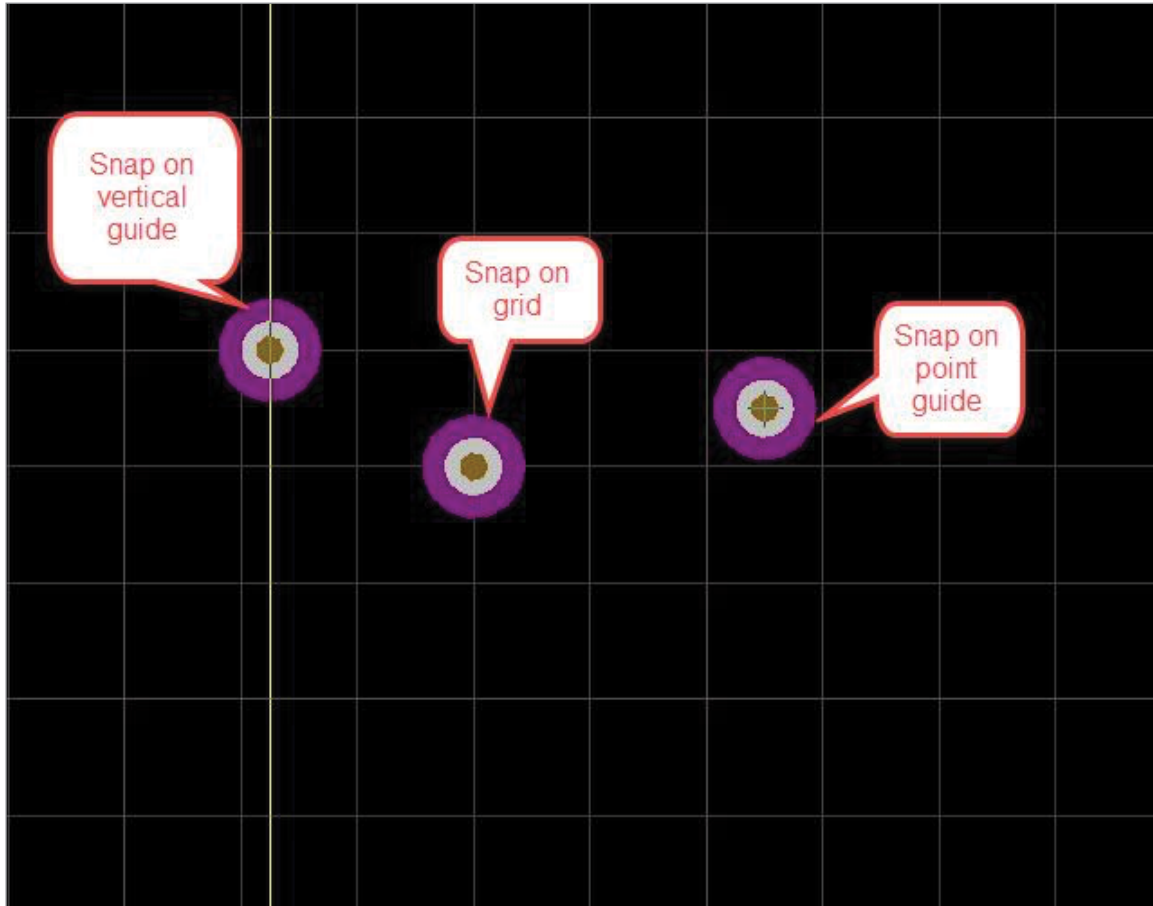 Snap on
vertical
guide
Snap on
grid
Snap on
point
guide